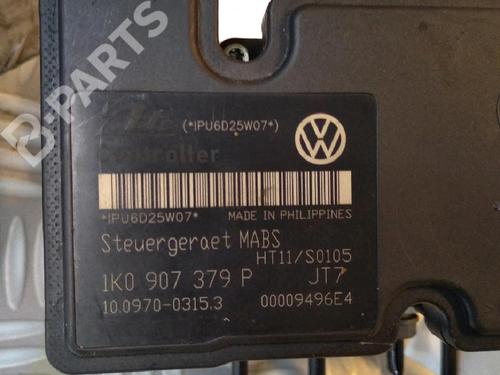 B-PARTS
(*IPU6D25W07*)
Controller
*IPU6D25W07*
MADE IN PHILIPPINES
Steuergeraet MABS
HT11/S0105
1K0 907 379 P JT7
10.0970-0315.3 00009496E4